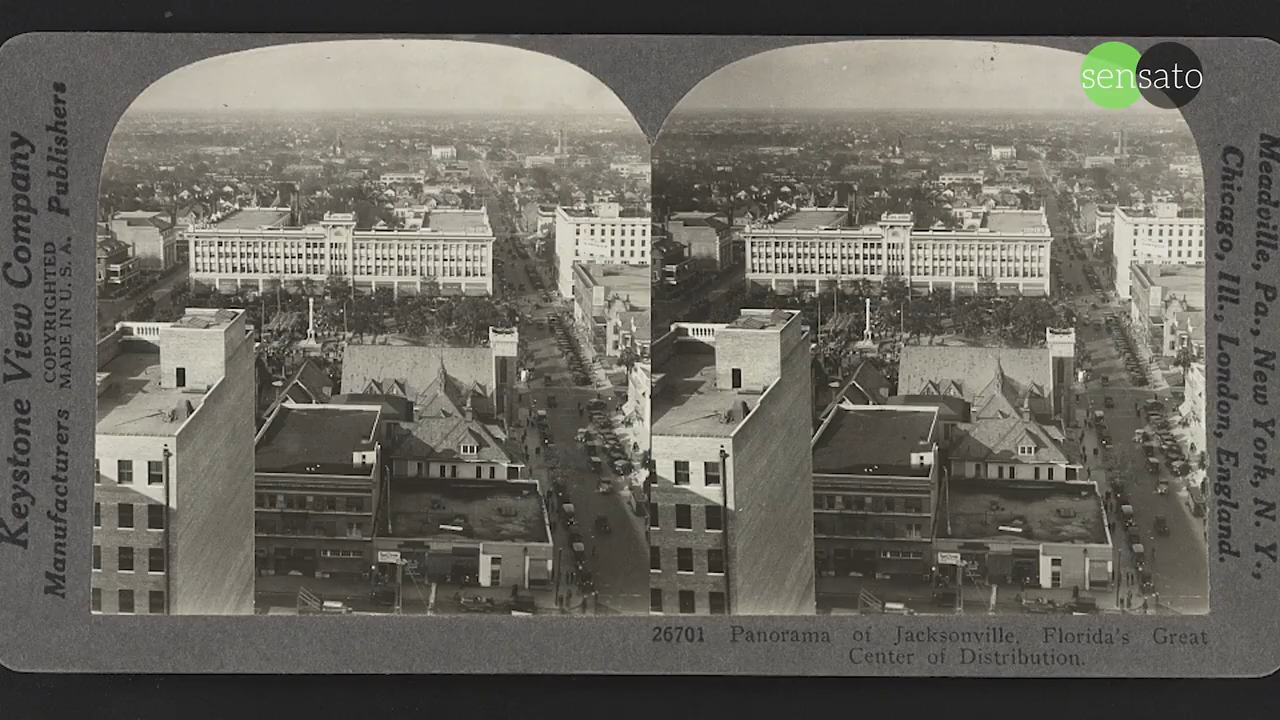 Keystone View Company
COPYRIGHTED
MADE IN U. S. A.
Manufacturers Publishers
sensato
Meadville, Pa., New York, N. Y.,
Chicago, Ill., London, England.
26701 Panorama of Jacksonville, Florida's Great
Center of Distribution.